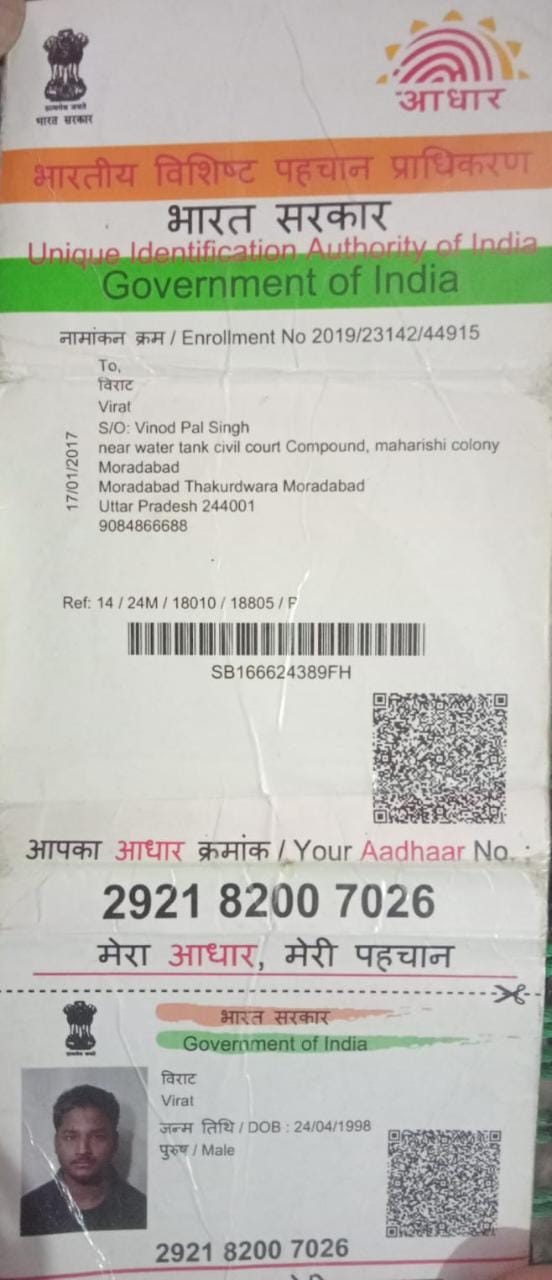 सत्यमेव जयते
भारत सरकार
आधार
भारतीय विशिष्ट पहचान प्राधिकरण
भारत सरकार
Unique Identification Authority of India
Government of India
नामांकन क्रम / Enrollment No 2019/23142/44915
To,
विराट
Virat
S/O: Vinod Pal Singh
near water tank civil court Compound, maharishi colony
Moradabad
Moradabad Thakurdwara Moradabad
Uttar Pradesh 244001
9084866688
17/01/2017
Ref: 14 / 24M / 18010 / 18805 / P
SB166624389FH
आपका आधार क्रमांक / Your Aadhaar No. :
2921 8200 7026
मेरा आधार, मेरी पहचान
भारत सरकार
Government of India
विराट
Virat
जन्म तिथि / DOB : 24/04/1998
पुरुष / Male
2921 8200 7026